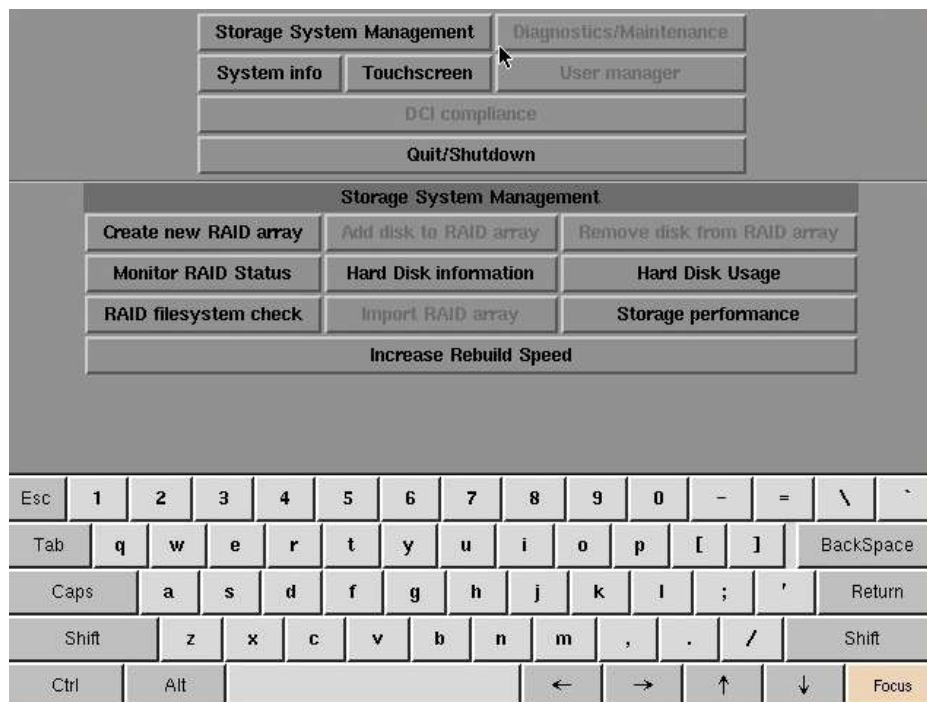 Storage System Management Diagnostics/Maintenance
System info Touchscreen User manager
DCI compliance
Quit/Shutdown
Storage System Management
Create new RAID array Add disk to RAID array Remove disk from RAID array
Monitor RAID Status Hard Disk information Hard Disk Usage
RAID filesystem check Import RAID array Storage performance
Increase Rebuild Speed
Esc 1 2 3 4 5 6 7 8 9 0 - = \ `
Tab q w e r t y u i o p [ ] BackSpace
Caps a s d f g h j k l ; ' Return
Shift z x c v b n m , . / Shift
Ctrl Alt ← → ↑ ↓ Focus